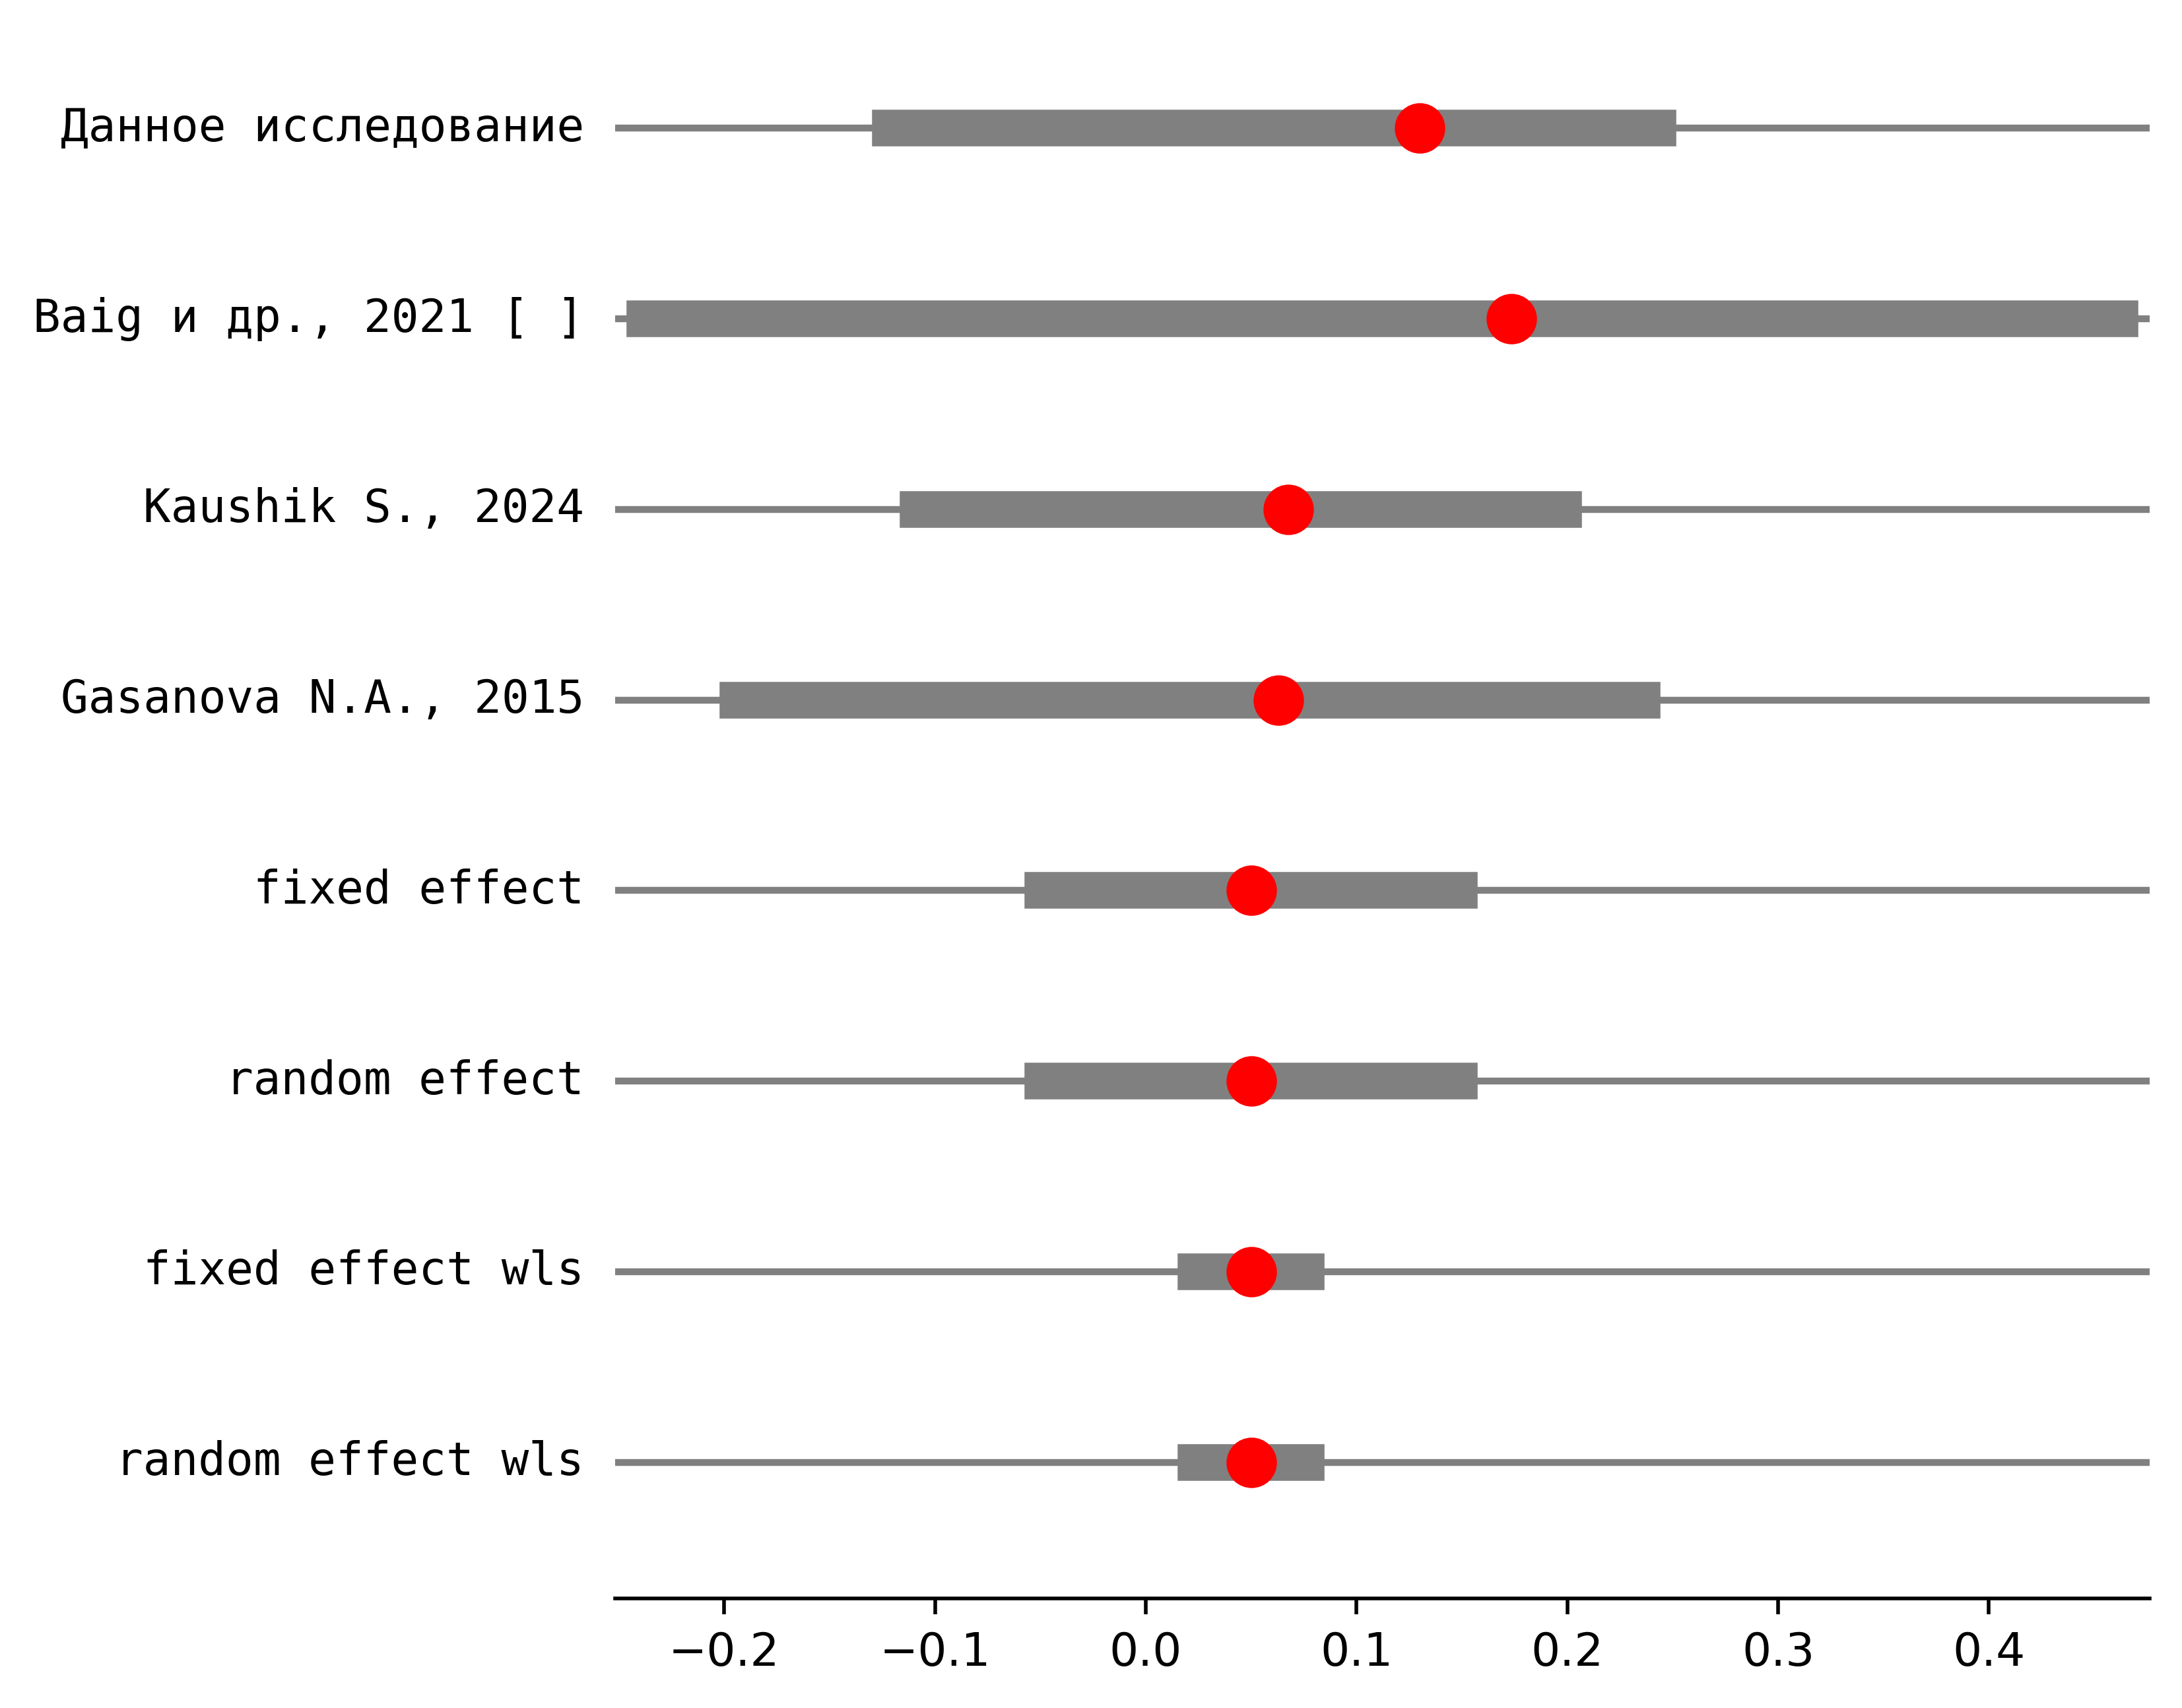 Данное исследование
Baig и др., 2021 [ ]
Kaushik S., 2024
Gasanova N.A., 2015
fixed effect
random effect
fixed effect wls
random effect wls
−0.2 −0.1 0.0 0.1 0.2 0.3 0.4